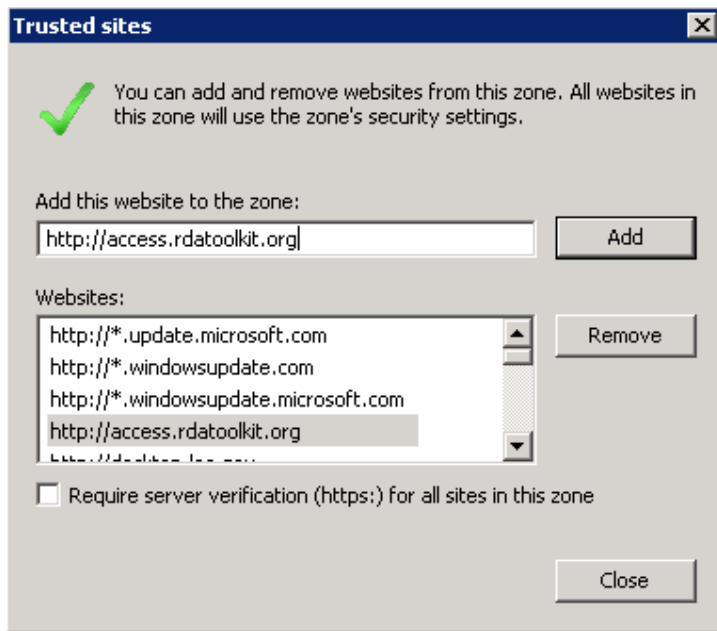 Trusted sites
You can add and remove websites from this zone. All websites in
this zone will use the zone's security settings.
Add this website to the zone:
http://access.rdatoolkit.org
Add
Websites:
http://*.update.microsoft.com
http://*.windowsupdate.com
http://*.windowsupdate.microsoft.com
http://access.rdatoolkit.org
Remove
Require server verification (https:) for all sites in this zone
Close